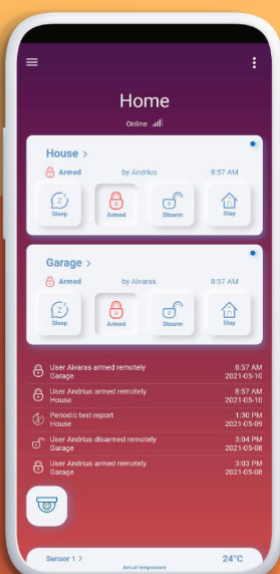 Home
Online
House >
Armed by Andrius 8:57 AM
Sleep Armed Disarm Stay
Garage >
Armed by Aivaras 8:57 AM
Sleep Armed Disarm Stay
User Aivaras armed remotely 8:57 AM
Garage 2021-05-10
User Andrius armed remotely 8:57 AM
House 2021-05-10
Periodic test report 1:30 PM
House 2021-05-09
User Andrius disarmed remotely 3:04 PM
Garage 2021-05-08
User Andrius armed remotely 3:03 PM
Garage 2021-05-08
Sensor 1 > 24°C
Actual temperature